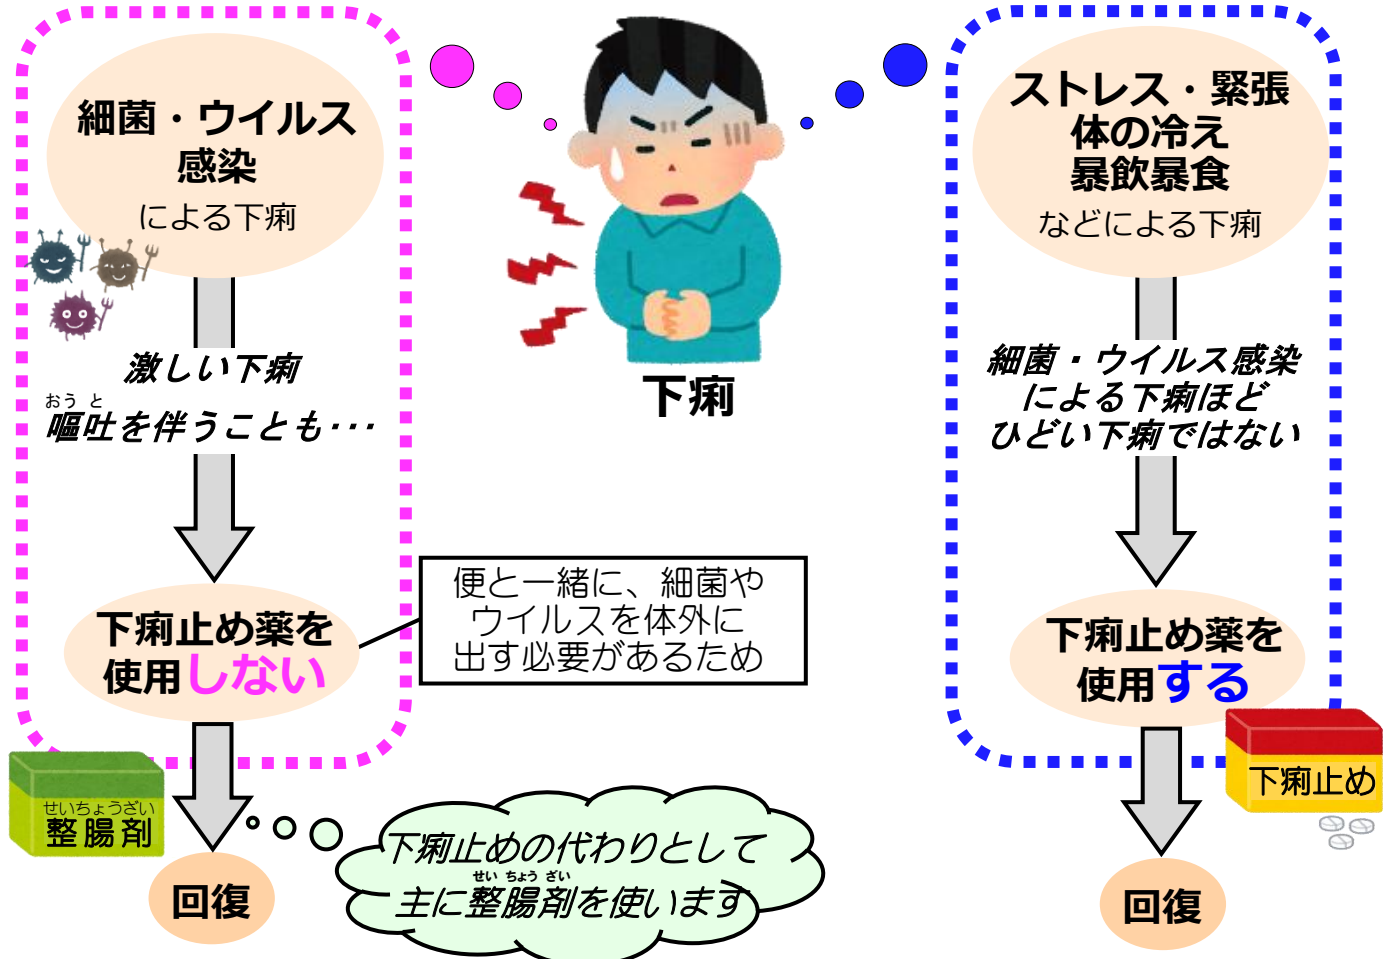 細菌・ウイルス
感染
による下痢
激しい下痢
おう と
嘔吐を伴うことも･･･
下痢止め薬を
使用しない
せいちょうざい
整腸剤
回復
下痢
便と一緒に、細菌や
ウイルスを体外に
出す必要があるため
下痢止めの代わりとして
せい ちょう ざい
主に整腸剤を使います
ストレス・緊張
体の冷え
暴飲暴食
などによる下痢
細菌・ウイルス感染
による下痢ほど
ひどい下痢ではない
下痢止め薬を
使用する
下痢止め
回復